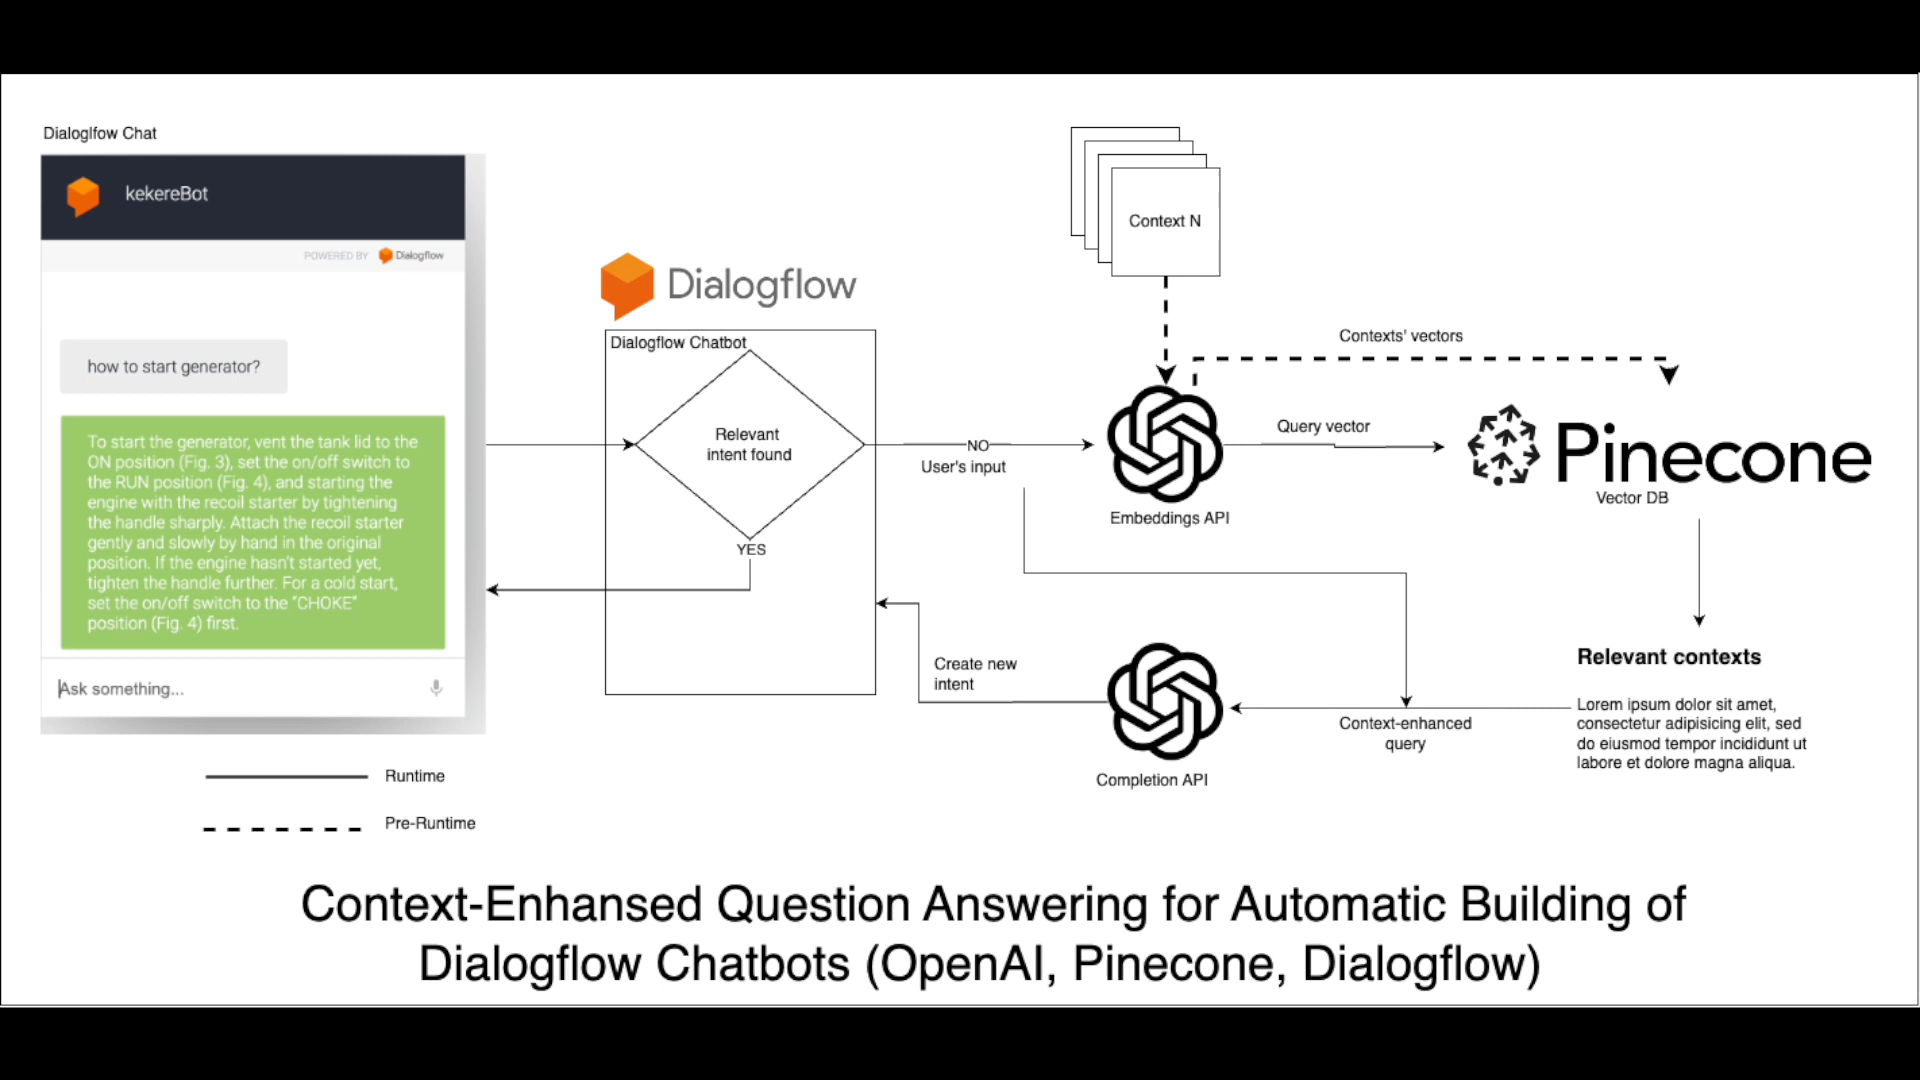 Dialoglfow Chat
kekereBot
POWERED BY Dialogflow
how to start generator?
To start the generator, vent the tank lid to the
ON position (Fig. 3), set the on/off switch to
the RUN position (Fig. 4), and starting the
engine with the recoil starter by tightening
the handle sharply. Attach the recoil starter
gently and slowly by hand in the original
position. If the engine hasn't started yet,
tighten the handle further. For a cold start,
set the on/off switch to the "CHOKE"
position (Fig. 4) first.
Ask something...
Runtime
Pre-Runtime
Dialogflow
Dialogflow Chatbot
Relevant
intent found
YES
NO
User's input
Context N
Contexts' vectors
Embeddings API
Query vector
Pinecone
Vector DB
Relevant contexts
Lorem ipsum dolor sit amet,
consectetur adipisicing elit, sed
do eiusmod tempor incididunt ut
labore et dolore magna aliqua.
Context-enhanced
query
Completion API
Create new
intent
Context-Enhansed Question Answering for Automatic Building of
Dialogflow Chatbots (OpenAI, Pinecone, Dialogflow)